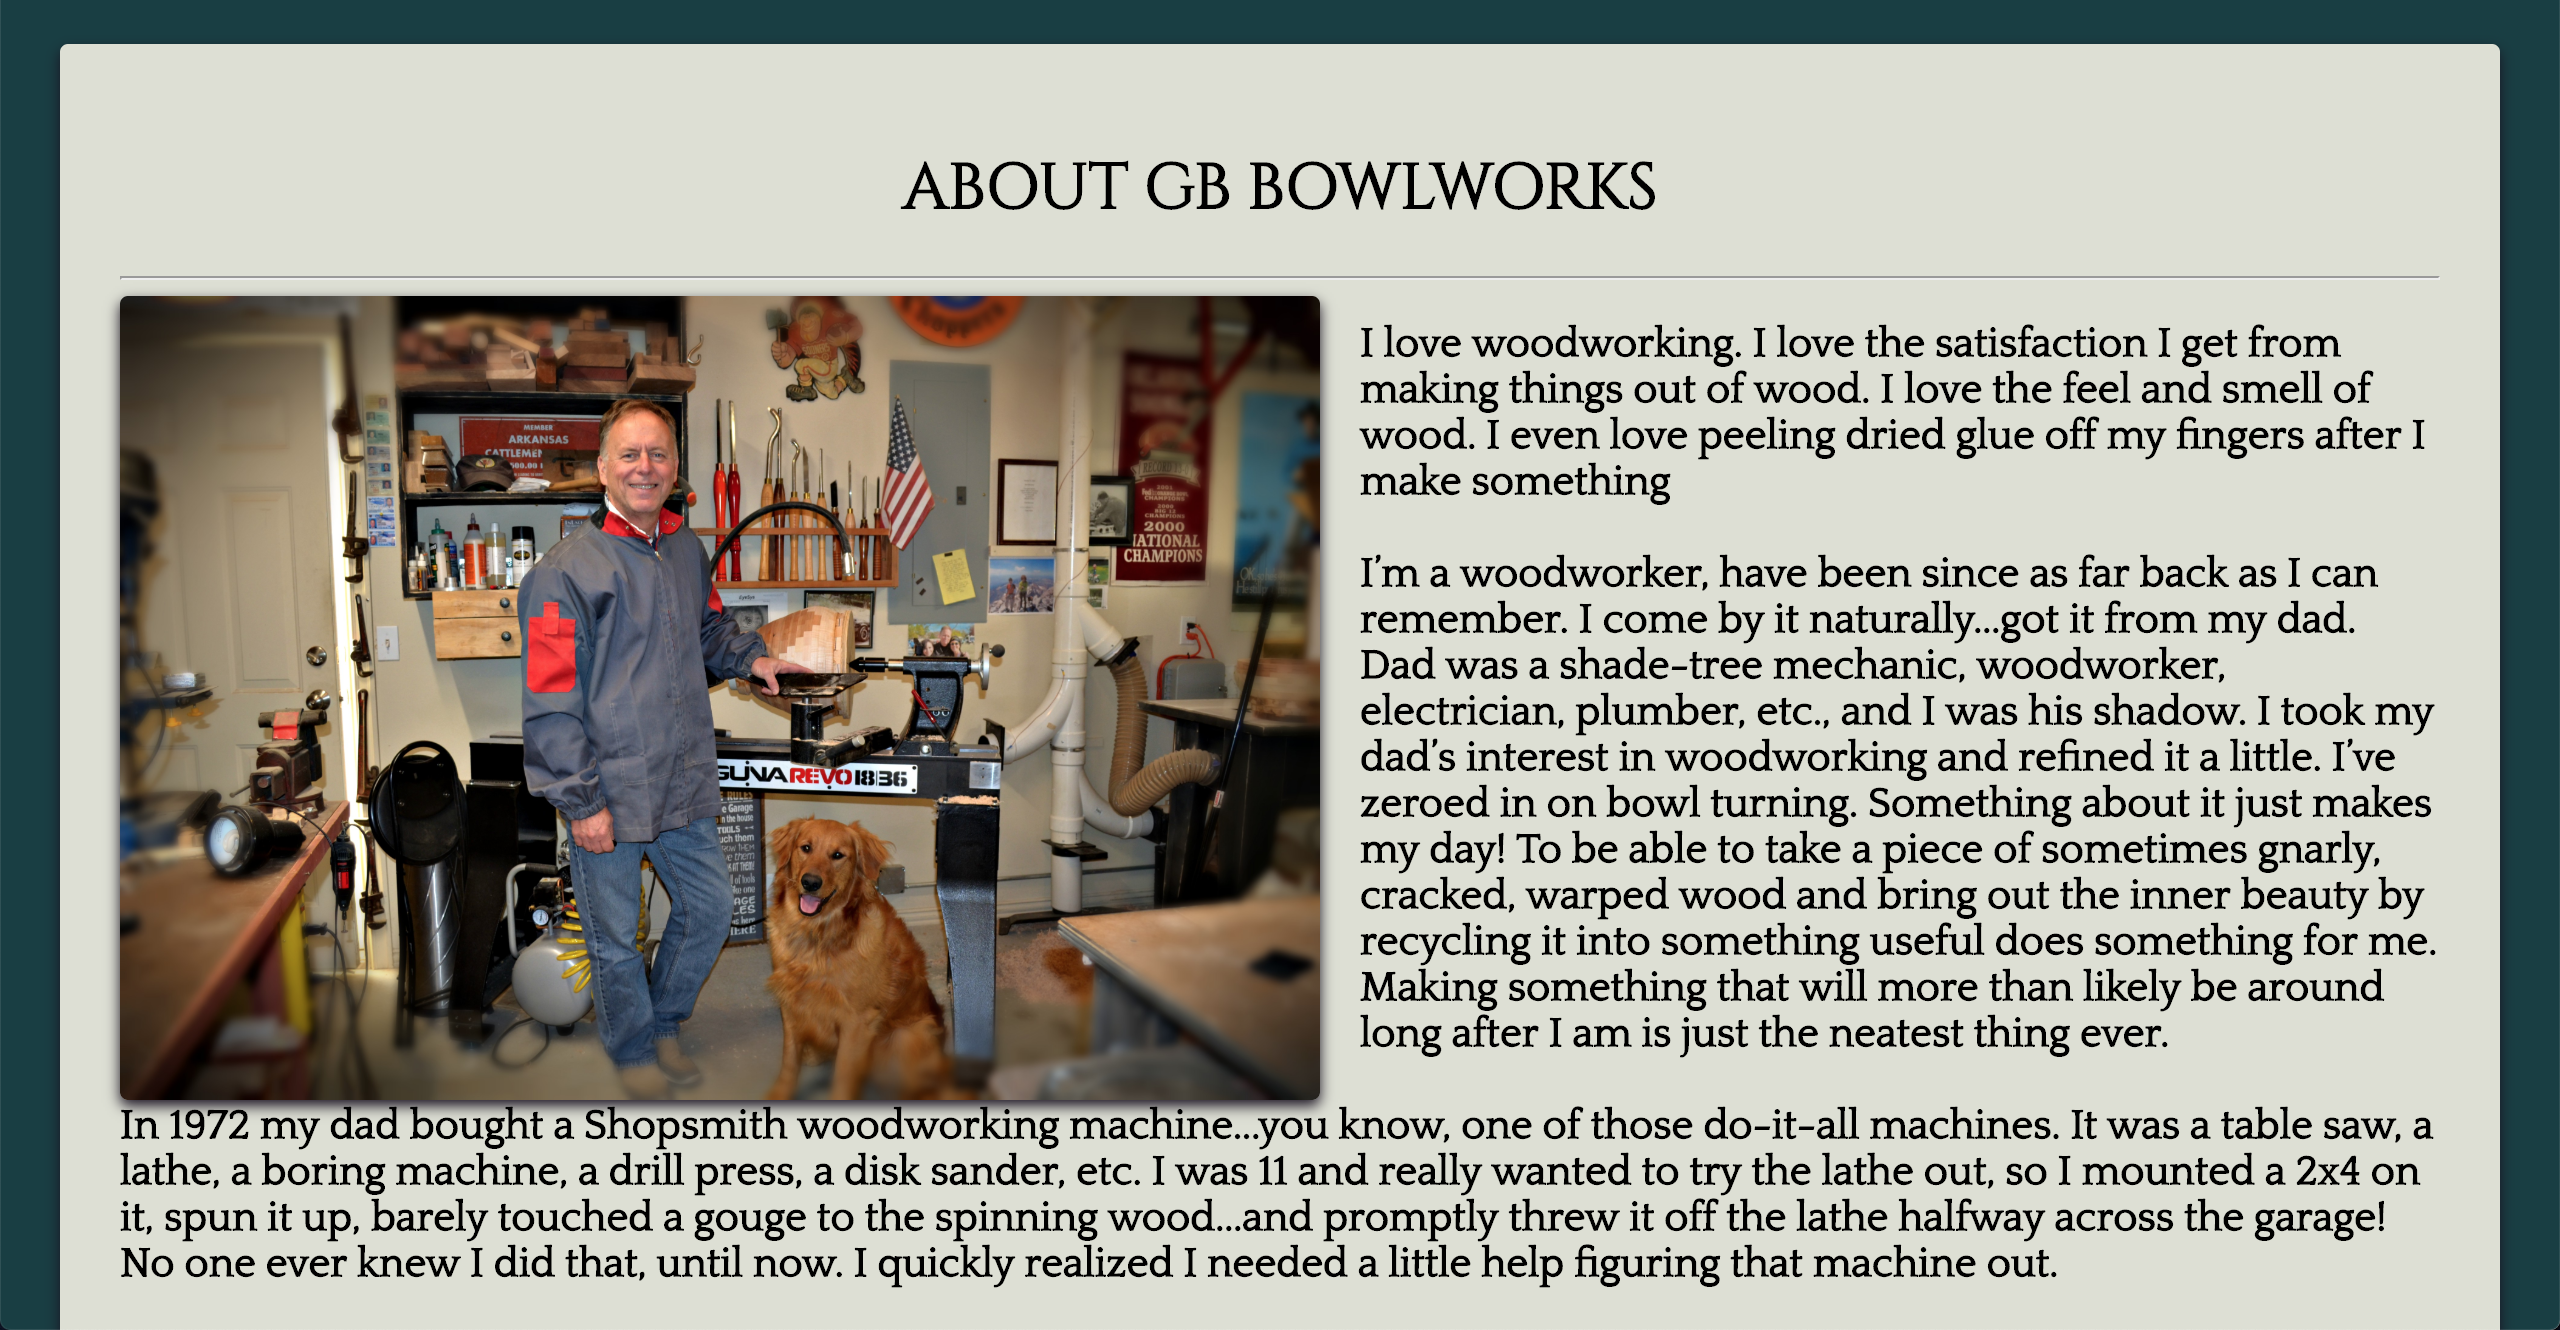 ABOUT GB BOWLWORKS
Choppers
MEMBER
ARKANSAS
CATTLEMEN
I love woodworking. I love the satisfaction I get from
making things out of wood. I love the feel and smell of
wood. I even love peeling dried glue off my fingers after I
make something
2000
NATIONAL
CHAMPIONS
I’m a woodworker, have been since as far back as I can
remember. I come by it naturally...got it from my dad.
Dad was a shade-tree mechanic, woodworker,
electrician, plumber, etc., and I was his shadow. I took my
dad’s interest in woodworking and refined it a little. I’ve
zeroed in on bowl turning. Something about it just makes
my day! To be able to take a piece of sometimes gnarly,
cracked, warped wood and bring out the inner beauty by
recycling it into something useful does something for me.
Making something that will more than likely be around
long after I am is just the neatest thing ever.
GUNA REVO 18|36
RULES
e Garage
in the house
TOOLS
In 1972 my dad bought a Shopsmith woodworking machine...you know, one of those do-it-all machines. It was a table saw, a
lathe, a boring machine, a drill press, a disk sander, etc. I was 11 and really wanted to try the lathe out, so I mounted a 2x4 on
it, spun it up, barely touched a gouge to the spinning wood...and promptly threw it off the lathe halfway across the garage!
No one ever knew I did that, until now. I quickly realized I needed a little help figuring that machine out.